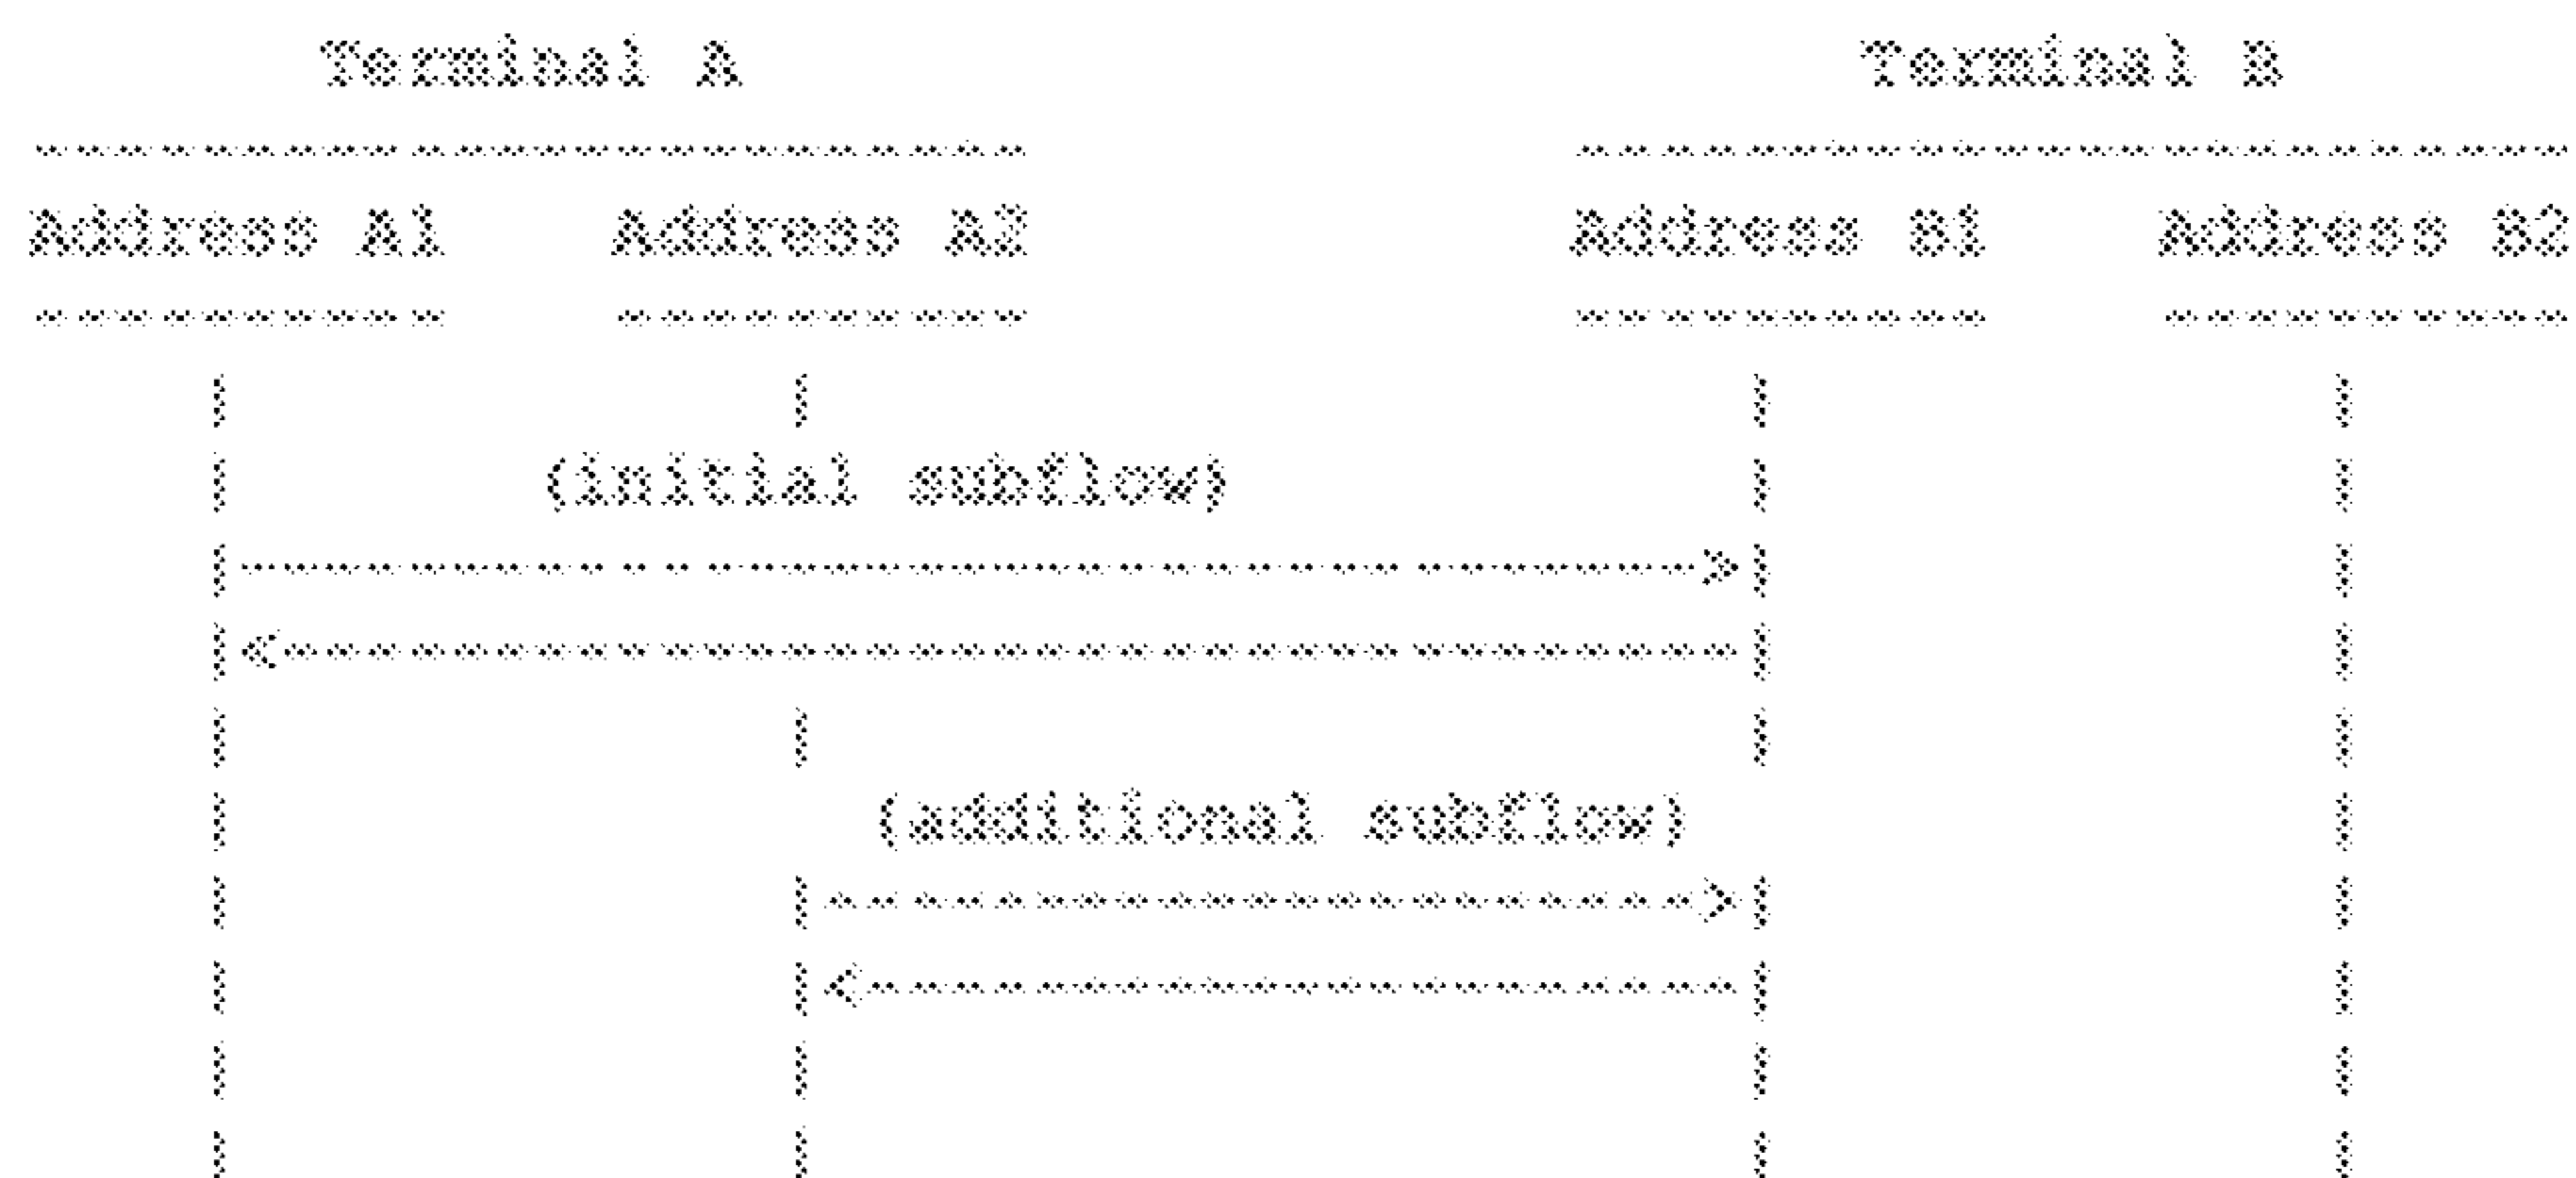 Terminal A Terminal B
Address A1 Address A2 Address B1 Address B2
(initial subflow)
(additional subflow)